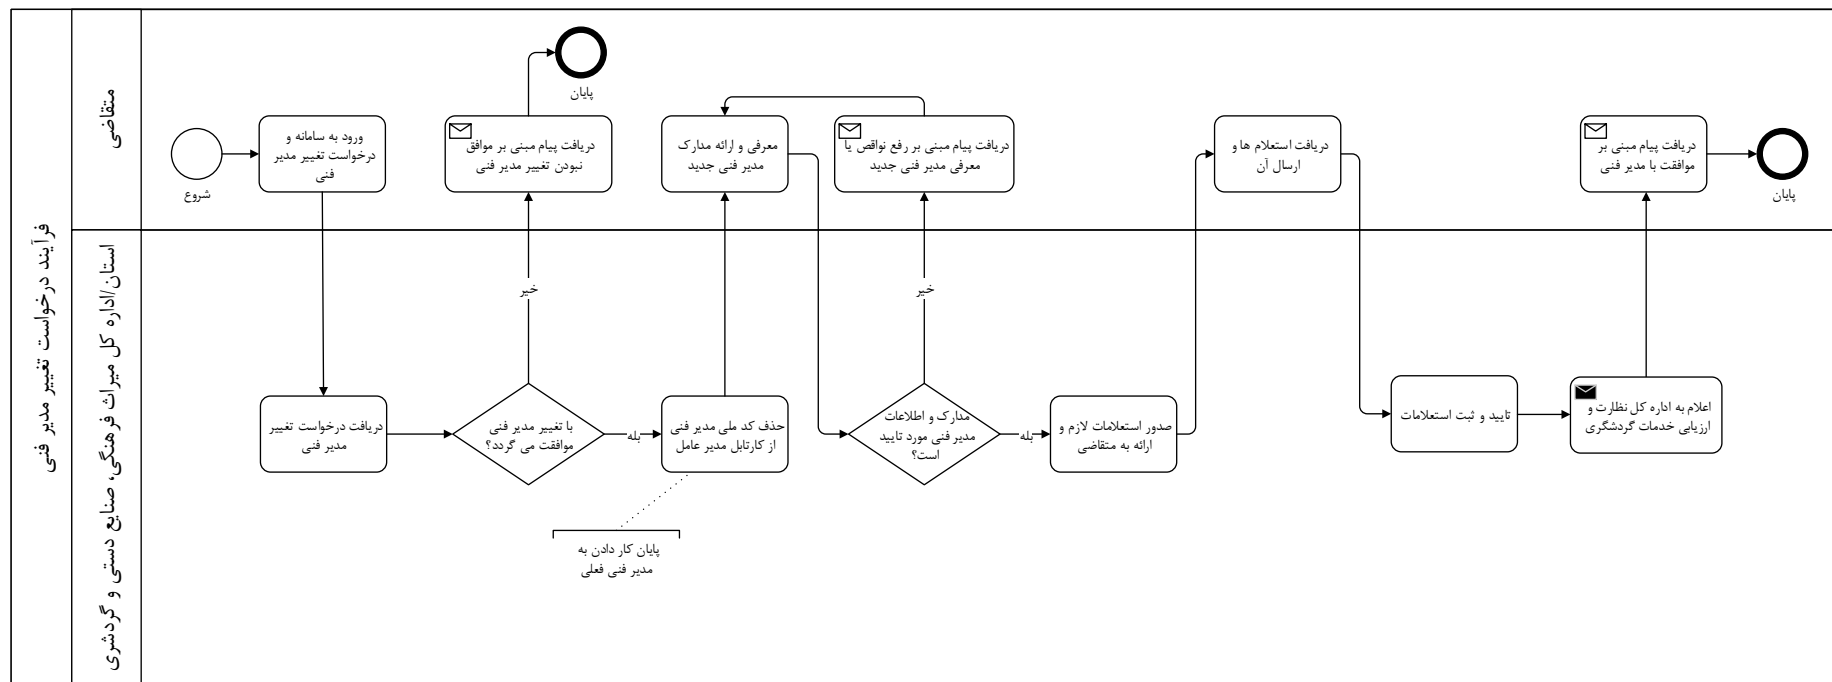 فرآیند درخواست تغییر مدیر فنی
متقاضی
شروع
ورود به سامانه و
درخواست تغییر مدیر
فنی
دریافت پیام مبنی بر موافق
نبودن تغییر مدیر فنی
پایان
معرفی و ارائه مدارک
مدیر فنی جدید
دریافت پیام مبنی بر رفع نواقص یا
معرفی مدیر فنی جدید
دریافت استعلام ها و
ارسال آن
دریافت پیام مبنی بر
موافقت با مدیر فنی
پایان
استان/اداره کل میراث فرهنگی، صنایع دستی و گردشری
دریافت درخواست تغییر
مدیر فنی
با تغییر مدیر فنی
موافقت می گردد؟
خیر
بله
حذف کد ملی مدیر فنی
از کارتابل مدیر عامل
پایان کار دادن به
مدیر فنی فعلی
مدارک و اطلاعات
مدیر فنی مورد تایید
است؟
خیر
بله
صدور استعلامات لازم و
ارائه به متقاضی
تایید و ثبت استعلامات
اعلام به اداره کل نظارت و
ارزیابی خدمات گردشگری